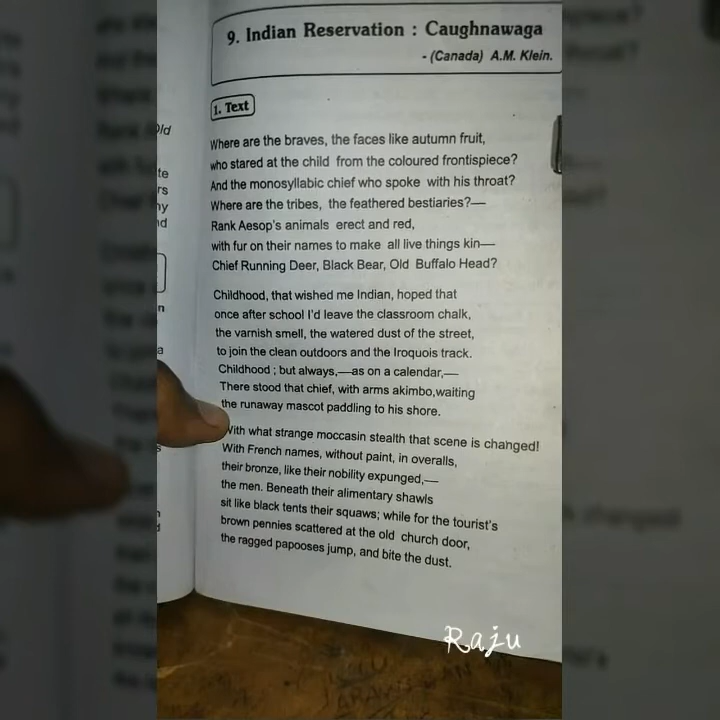 9. Indian Reservation : Caughnawaga
- (Canada) A.M. Klein.
1. Text
Where are the braves, the faces like autumn fruit,
who stared at the child from the coloured frontispiece?
And the monosyllabic chief who spoke with his throat?
Where are the tribes, the feathered bestiaries?—
Rank Aesop's animals erect and red,
with fur on their names to make all live things kin—
Chief Running Deer, Black Bear, Old Buffalo Head?
Childhood, that wished me Indian, hoped that
once after school I'd leave the classroom chalk,
the varnish smell, the watered dust of the street,
to join the clean outdoors and the Iroquois track.
Childhood ; but always,—as on a calendar,—
There stood that chief, with arms akimbo,waiting
the runaway mascot paddling to his shore.
With what strange moccasin stealth that scene is changed!
With French names, without paint, in overalls,
their bronze, like their nobility expunged,—
the men. Beneath their alimentary shawls
sit like black tents their squaws; while for the tourist's
brown pennies scattered at the old church door,
the ragged papooses jump, and bite the dust.
Raju